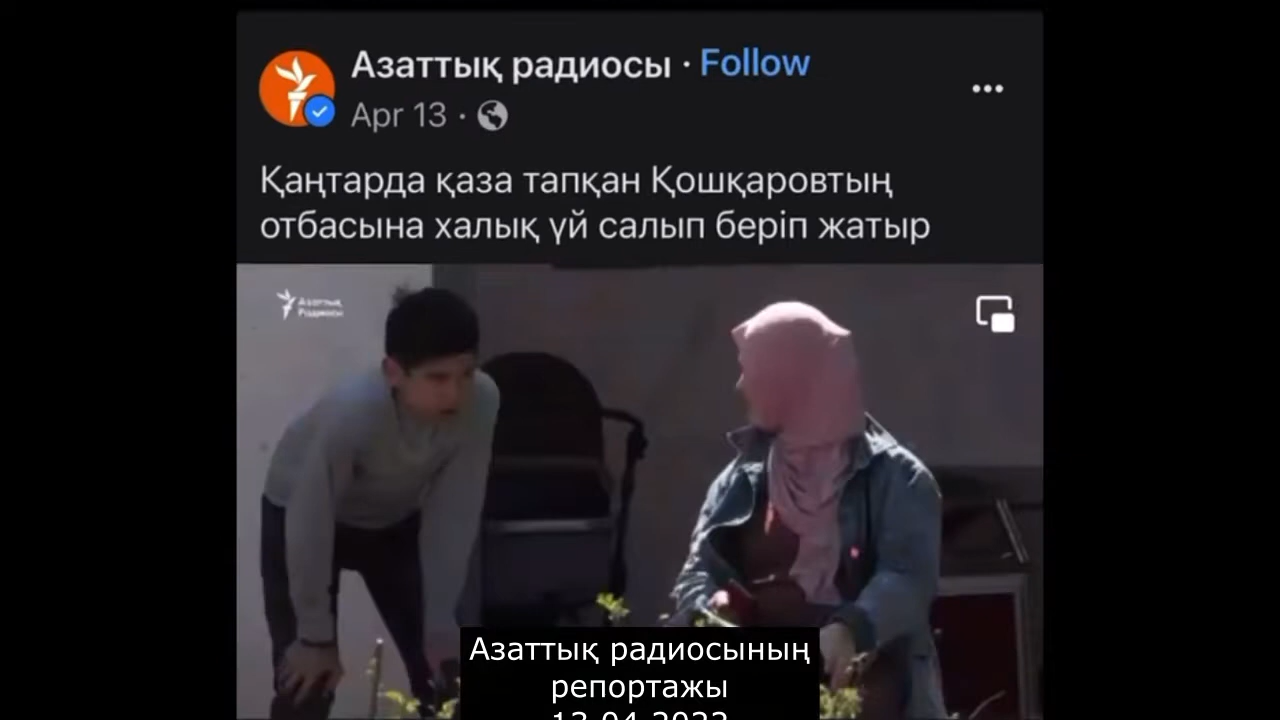 Азаттық радиосы · Follow
Apr 13 ·
Қаңтарда қаза тапқан Қошқаровтың
отбасына халық үй салып беріп жатыр
Азаттық
Радиосы
Азаттық радиосының
репортажы